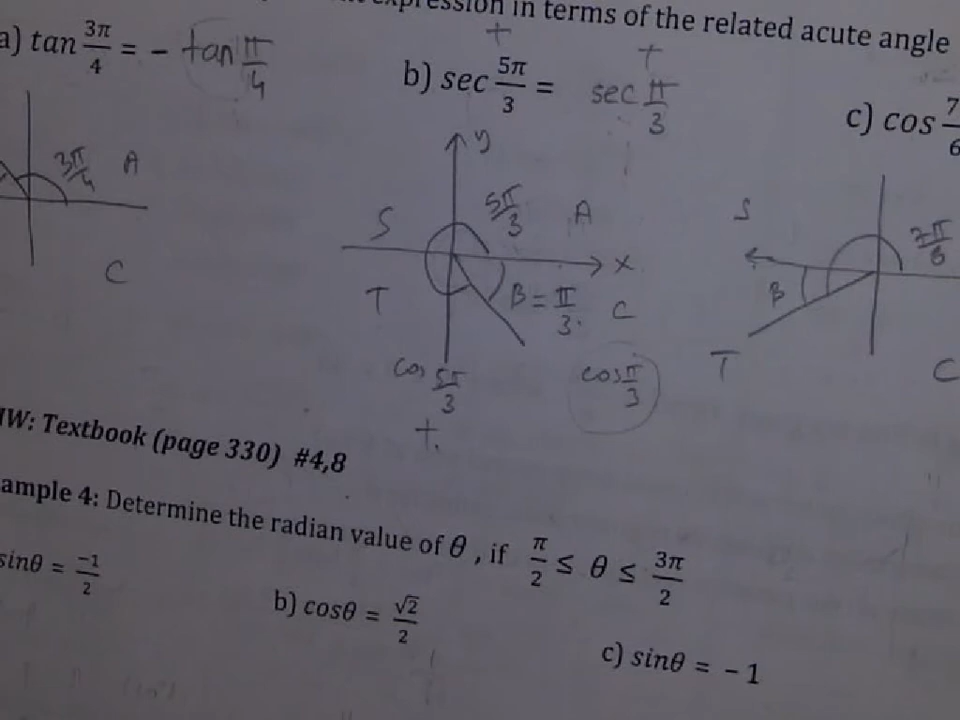 expression in terms of the related acute angle
a) tan 3π/4 = - tan π/4
+ +
b) sec 5π/3 = sec π/3
c) cos 7/6
3π/4 A
C
y
S 5π/3 A
x
T B = π/3. C
cos 5π/3 cos π/3
+.
S 7π/6
B
T C
HW: Textbook (page 330) #4,8
ample 4: Determine the radian value of θ , if π/2 ≤ θ ≤ 3π/2
sinθ = -1/2
b) cosθ = √2/2
c) sinθ = - 1